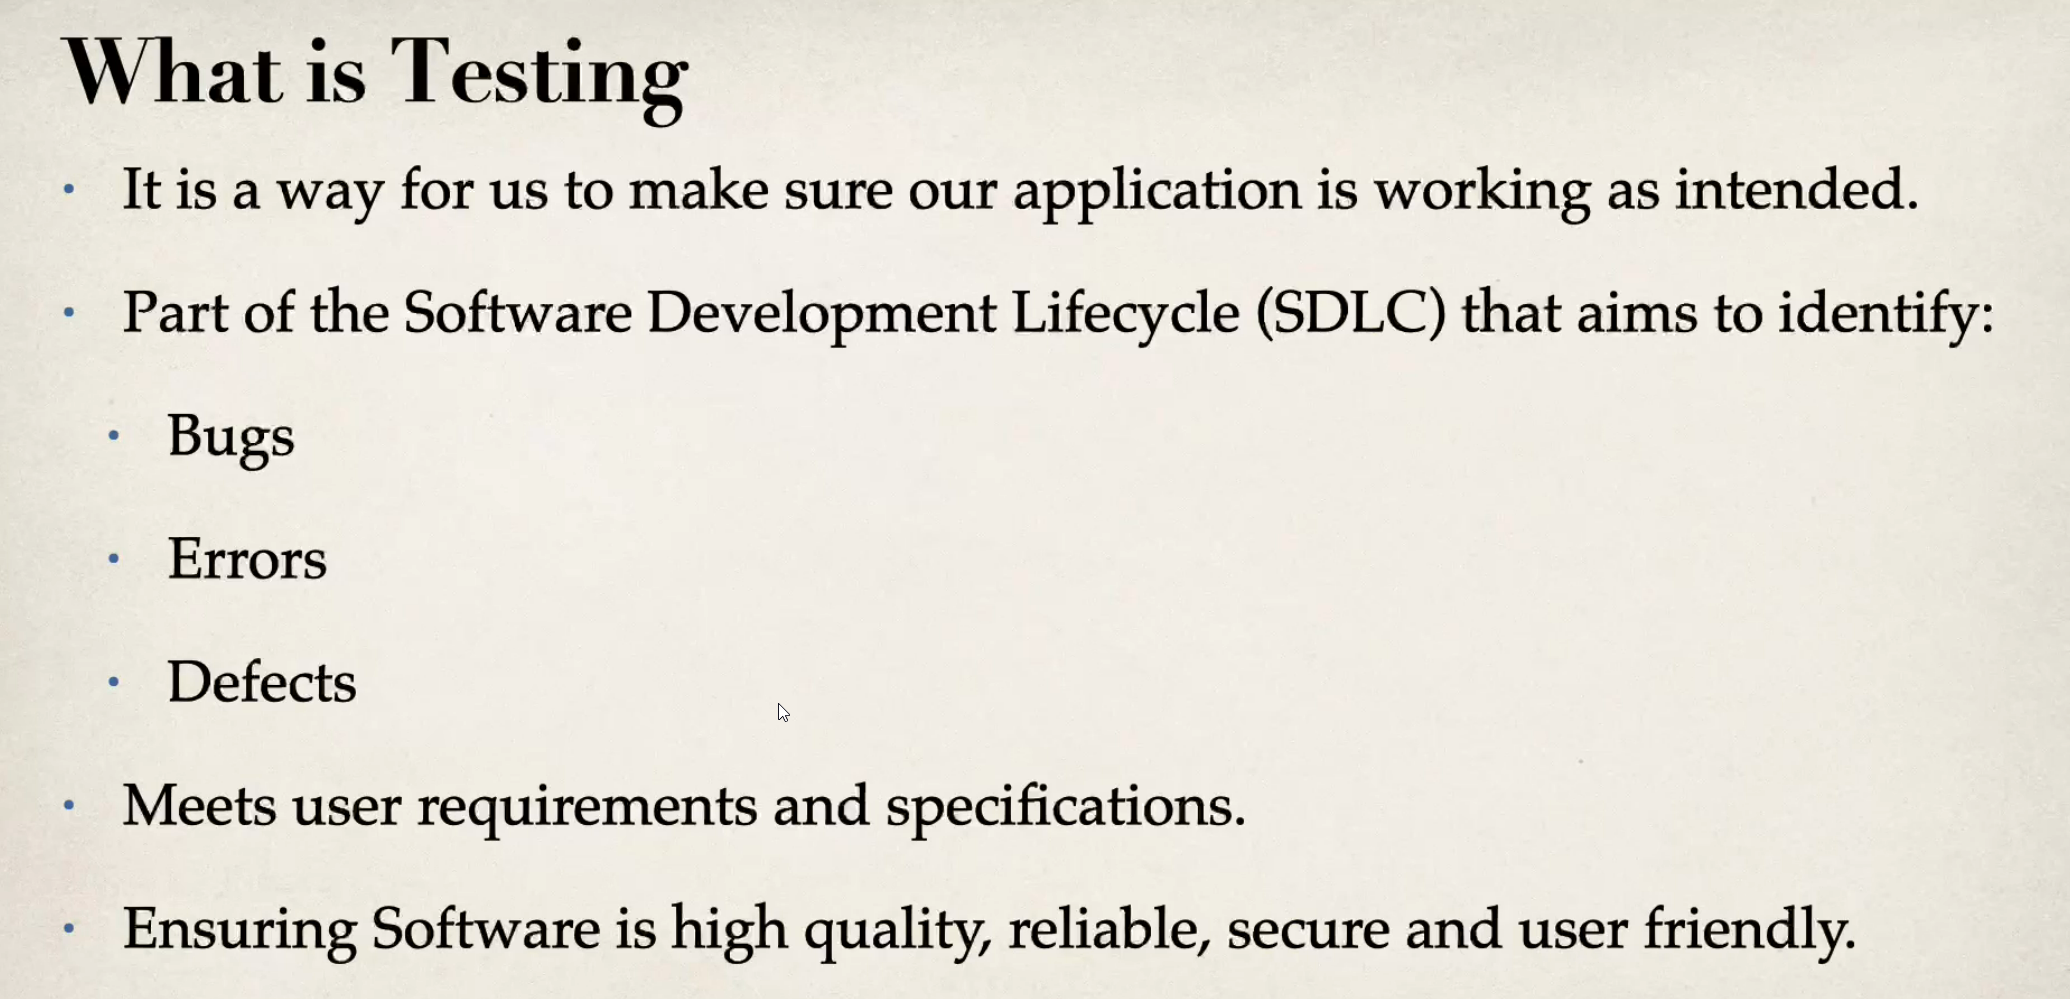 What is Testing
• It is a way for us to make sure our application is working as intended.
• Part of the Software Development Lifecycle (SDLC) that aims to identify:
• Bugs
• Errors
• Defects
• Meets user requirements and specifications.
• Ensuring Software is high quality, reliable, secure and user friendly.